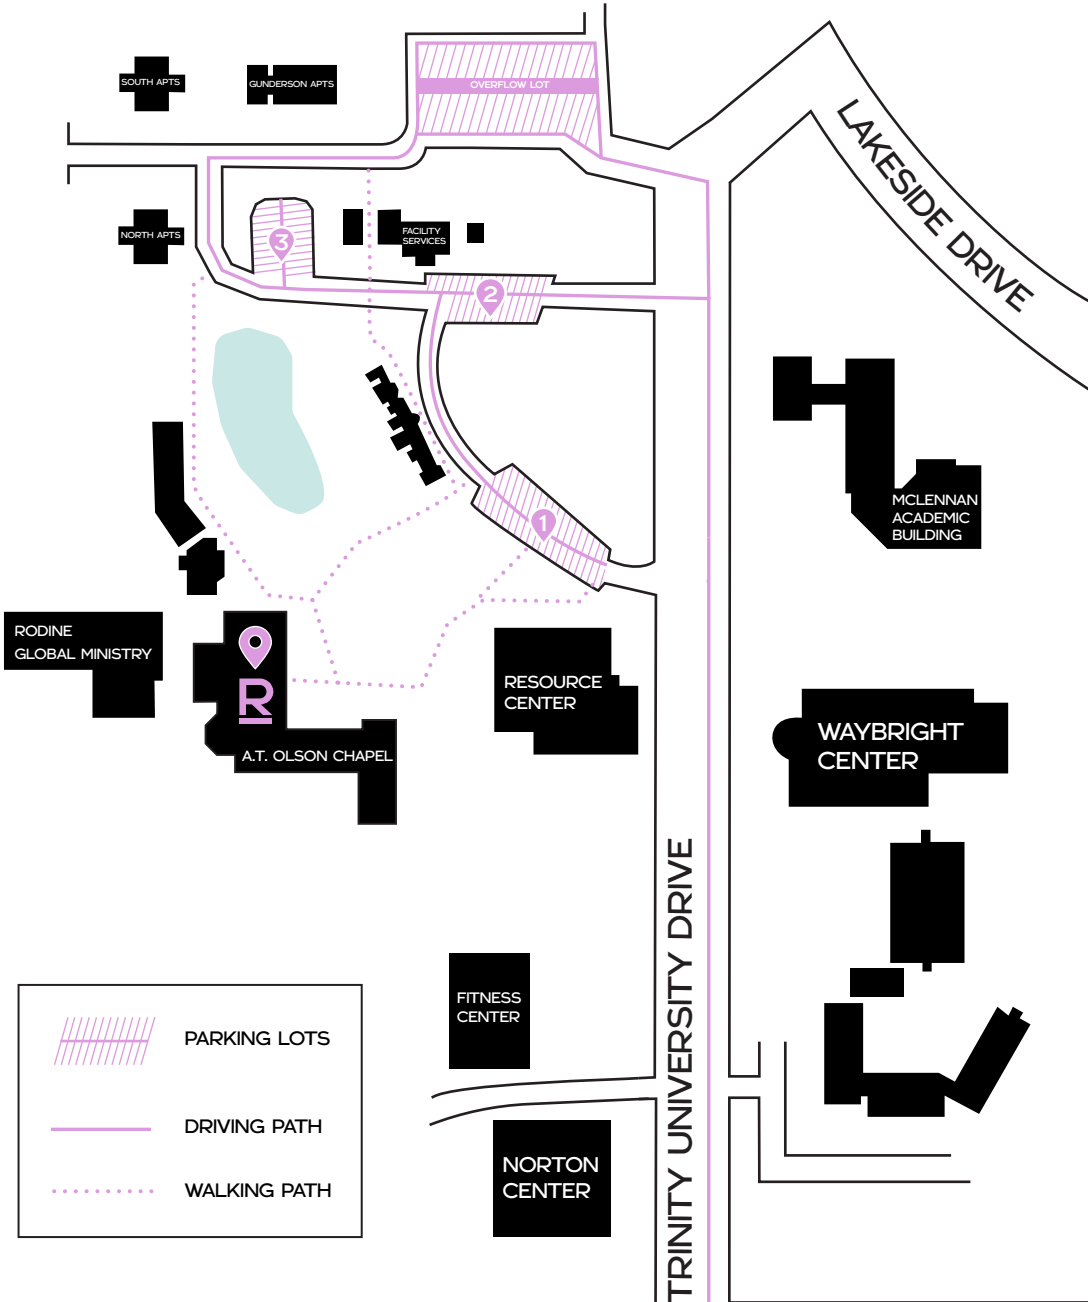 SOUTH APTS
GUNDERSON APTS
OVERFLOW LOT
LAKESIDE DRIVE
NORTH APTS
3
FACILITY
SERVICES
2
MCLENNAN
ACADEMIC
BUILDING
1
RODINE
GLOBAL MINISTRY
R
A.T. OLSON CHAPEL
RESOURCE
CENTER
WAYBRIGHT
CENTER
TRINITY UNIVERSITY DRIVE
FITNESS
CENTER
NORTON
CENTER
PARKING LOTS
DRIVING PATH
WALKING PATH